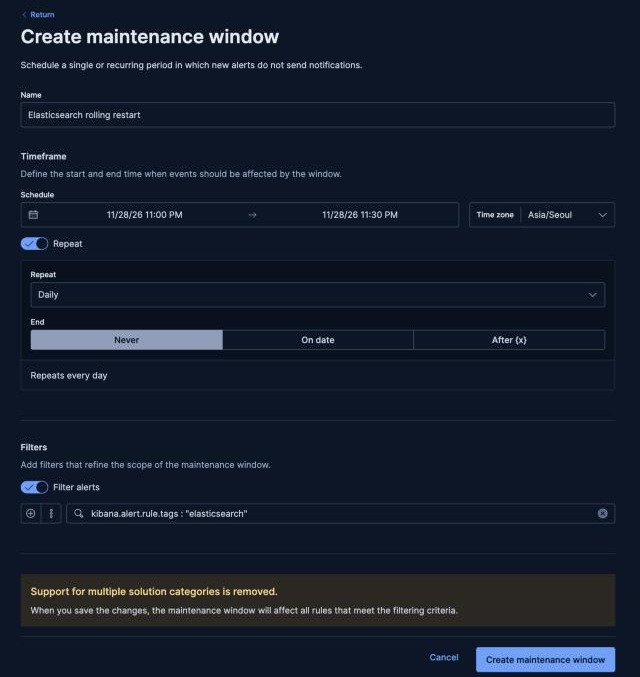 Return
Create maintenance window
Schedule a single or recurring period in which new alerts do not send notifications.
Name
Elasticsearch rolling restart
Timeframe
Define the start and end time when events should be affected by the window.
Schedule
11/28/26 11:00 PM → 11/28/26 11:30 PM Time zone Asia/Seoul
Repeat
Repeat
Daily
End
Never On date After {x}
Repeats every day
Filters
Add filters that refine the scope of the maintenance window.
Filter alerts
kibana.alert.rule.tags : "elasticsearch"
Support for multiple solution categories is removed.
When you save the changes, the maintenance window will affect all rules that meet the filtering criteria.
Cancel Create maintenance window